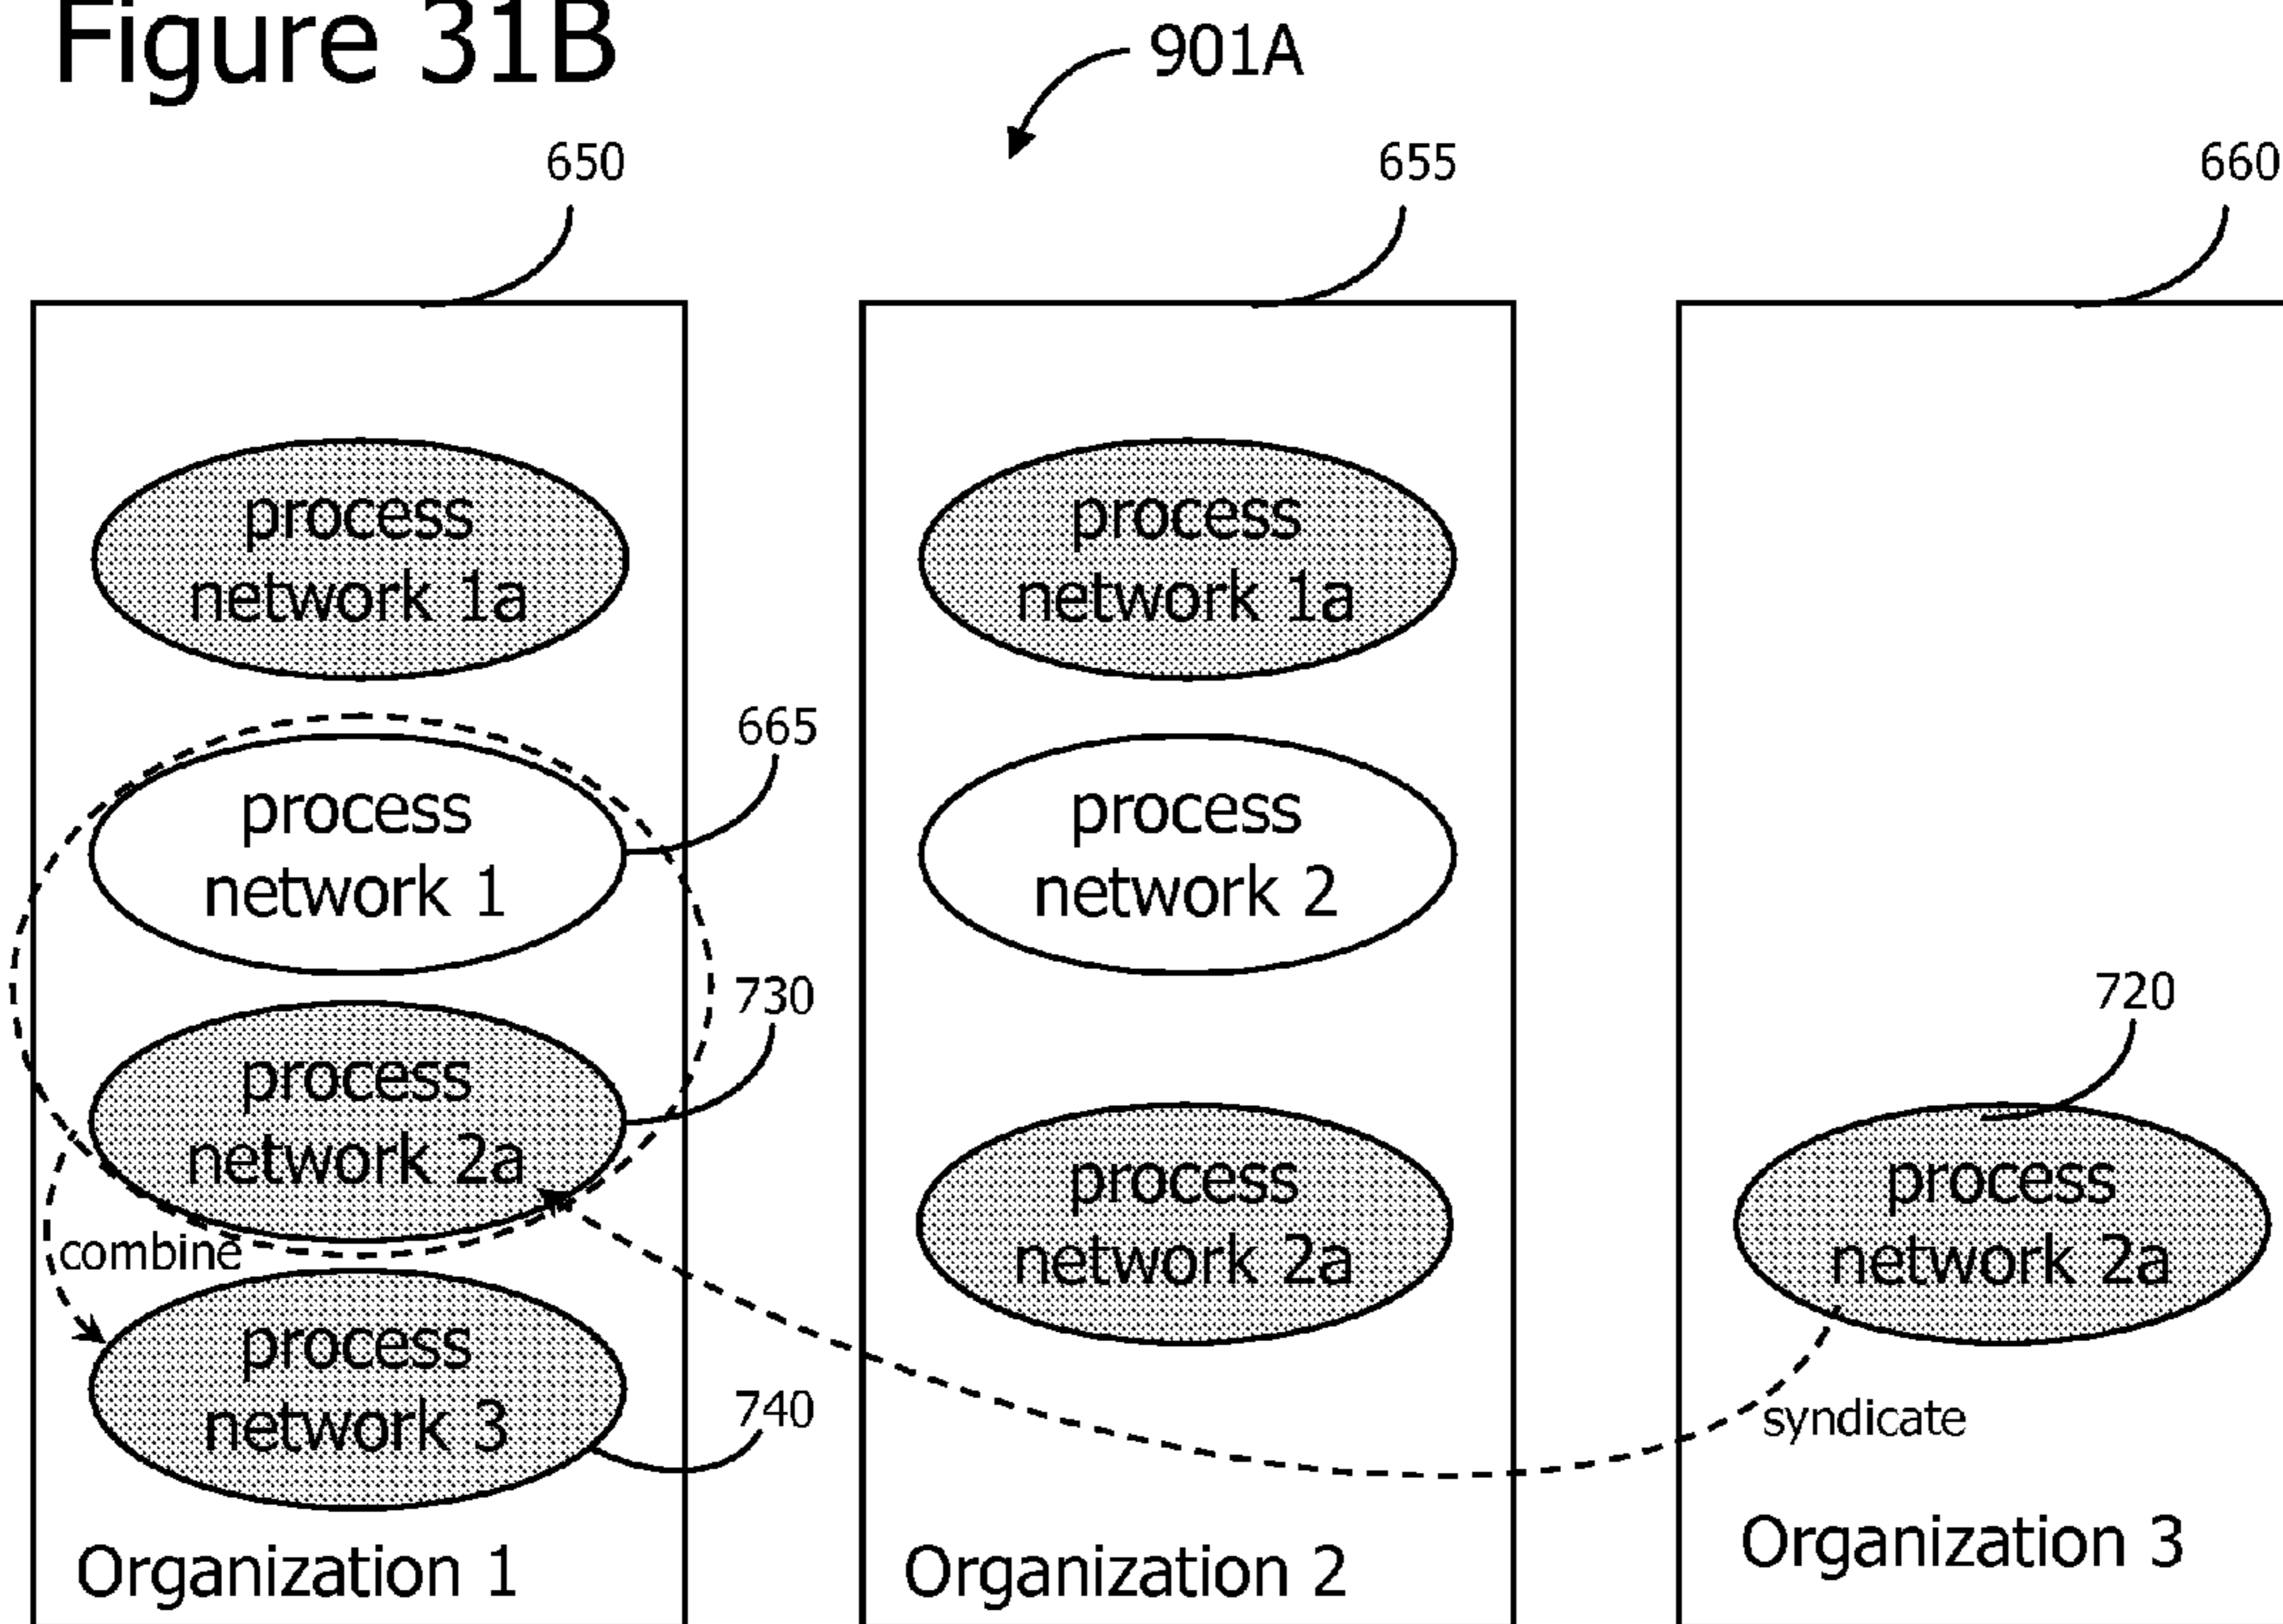 Figure 31B
901A
650
655
660
process
network 1a
process
network 1a
665
process
network 1
process
network 2
730
process
network 2a
720
process
network 2a
process
network 2a
combine
process
network 3
740
syndicate
Organization 1
Organization 2
Organization 3